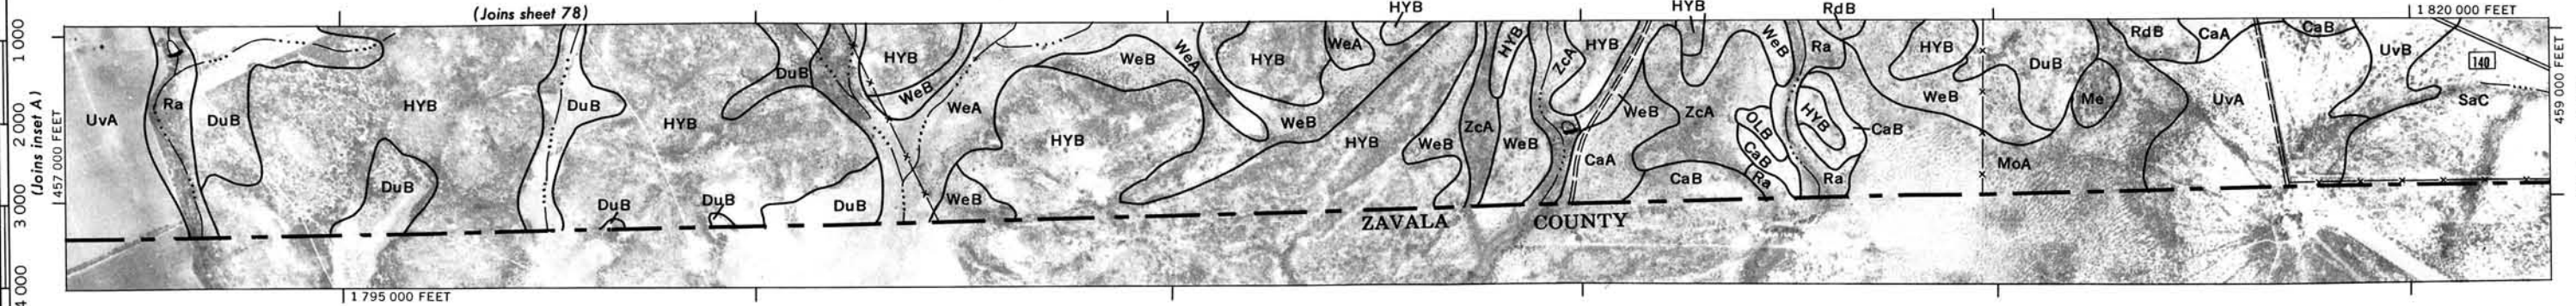 (Joins sheet 78)
HYB
HYB
RdB
1 820 000 FEET
1 000
2 000
3 000
4 000
(Joins inset A)
457 000 FEET
459 000 FEET
UvA
Ra
DuB
HYB
DuB
DuB
HYB
DuB
DuB
DuB
DuB
HYB
WeB
WeA
WeB
HYB
WeB
WeA
HYB
WeA
WeB
HYB
WeB
ZcA
HYB
WeB
ZcA
HYB
CaA
WeB
ZcA
CaB
WeB
OLB
CaB
Ra
Ra
HYB
CaB
Ra
HYB
WeB
DuB
Me
MoA
RdB
CaA
UvA
CaB
UvB
140
SaC
ZAVALA COUNTY
1 795 000 FEET